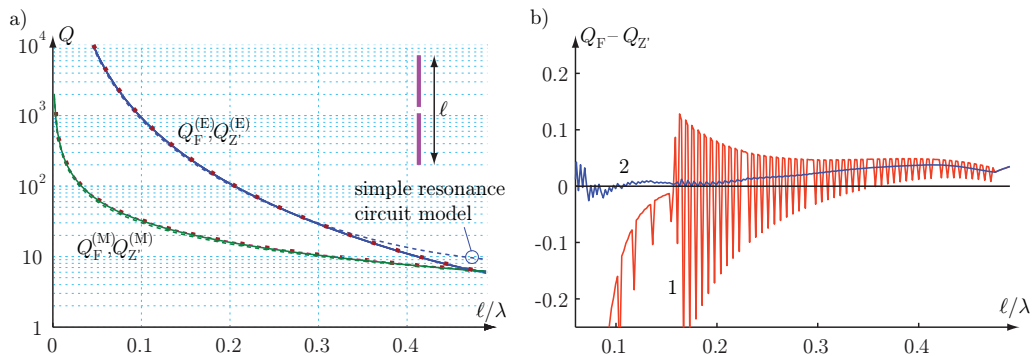 a)
Q
10^4
10^3
10^2
10
1
0
0.1
0.2
0.3
0.4
ℓ/λ
ℓ
Q_F^(E), Q_Z'^(E)
Q_F^(M), Q_Z'^(M)
simple resonance
circuit model
b)
Q_F − Q_Z'
0.2
0.1
0
-0.1
-0.2
0.1
0.2
0.3
0.4
ℓ/λ
2
1